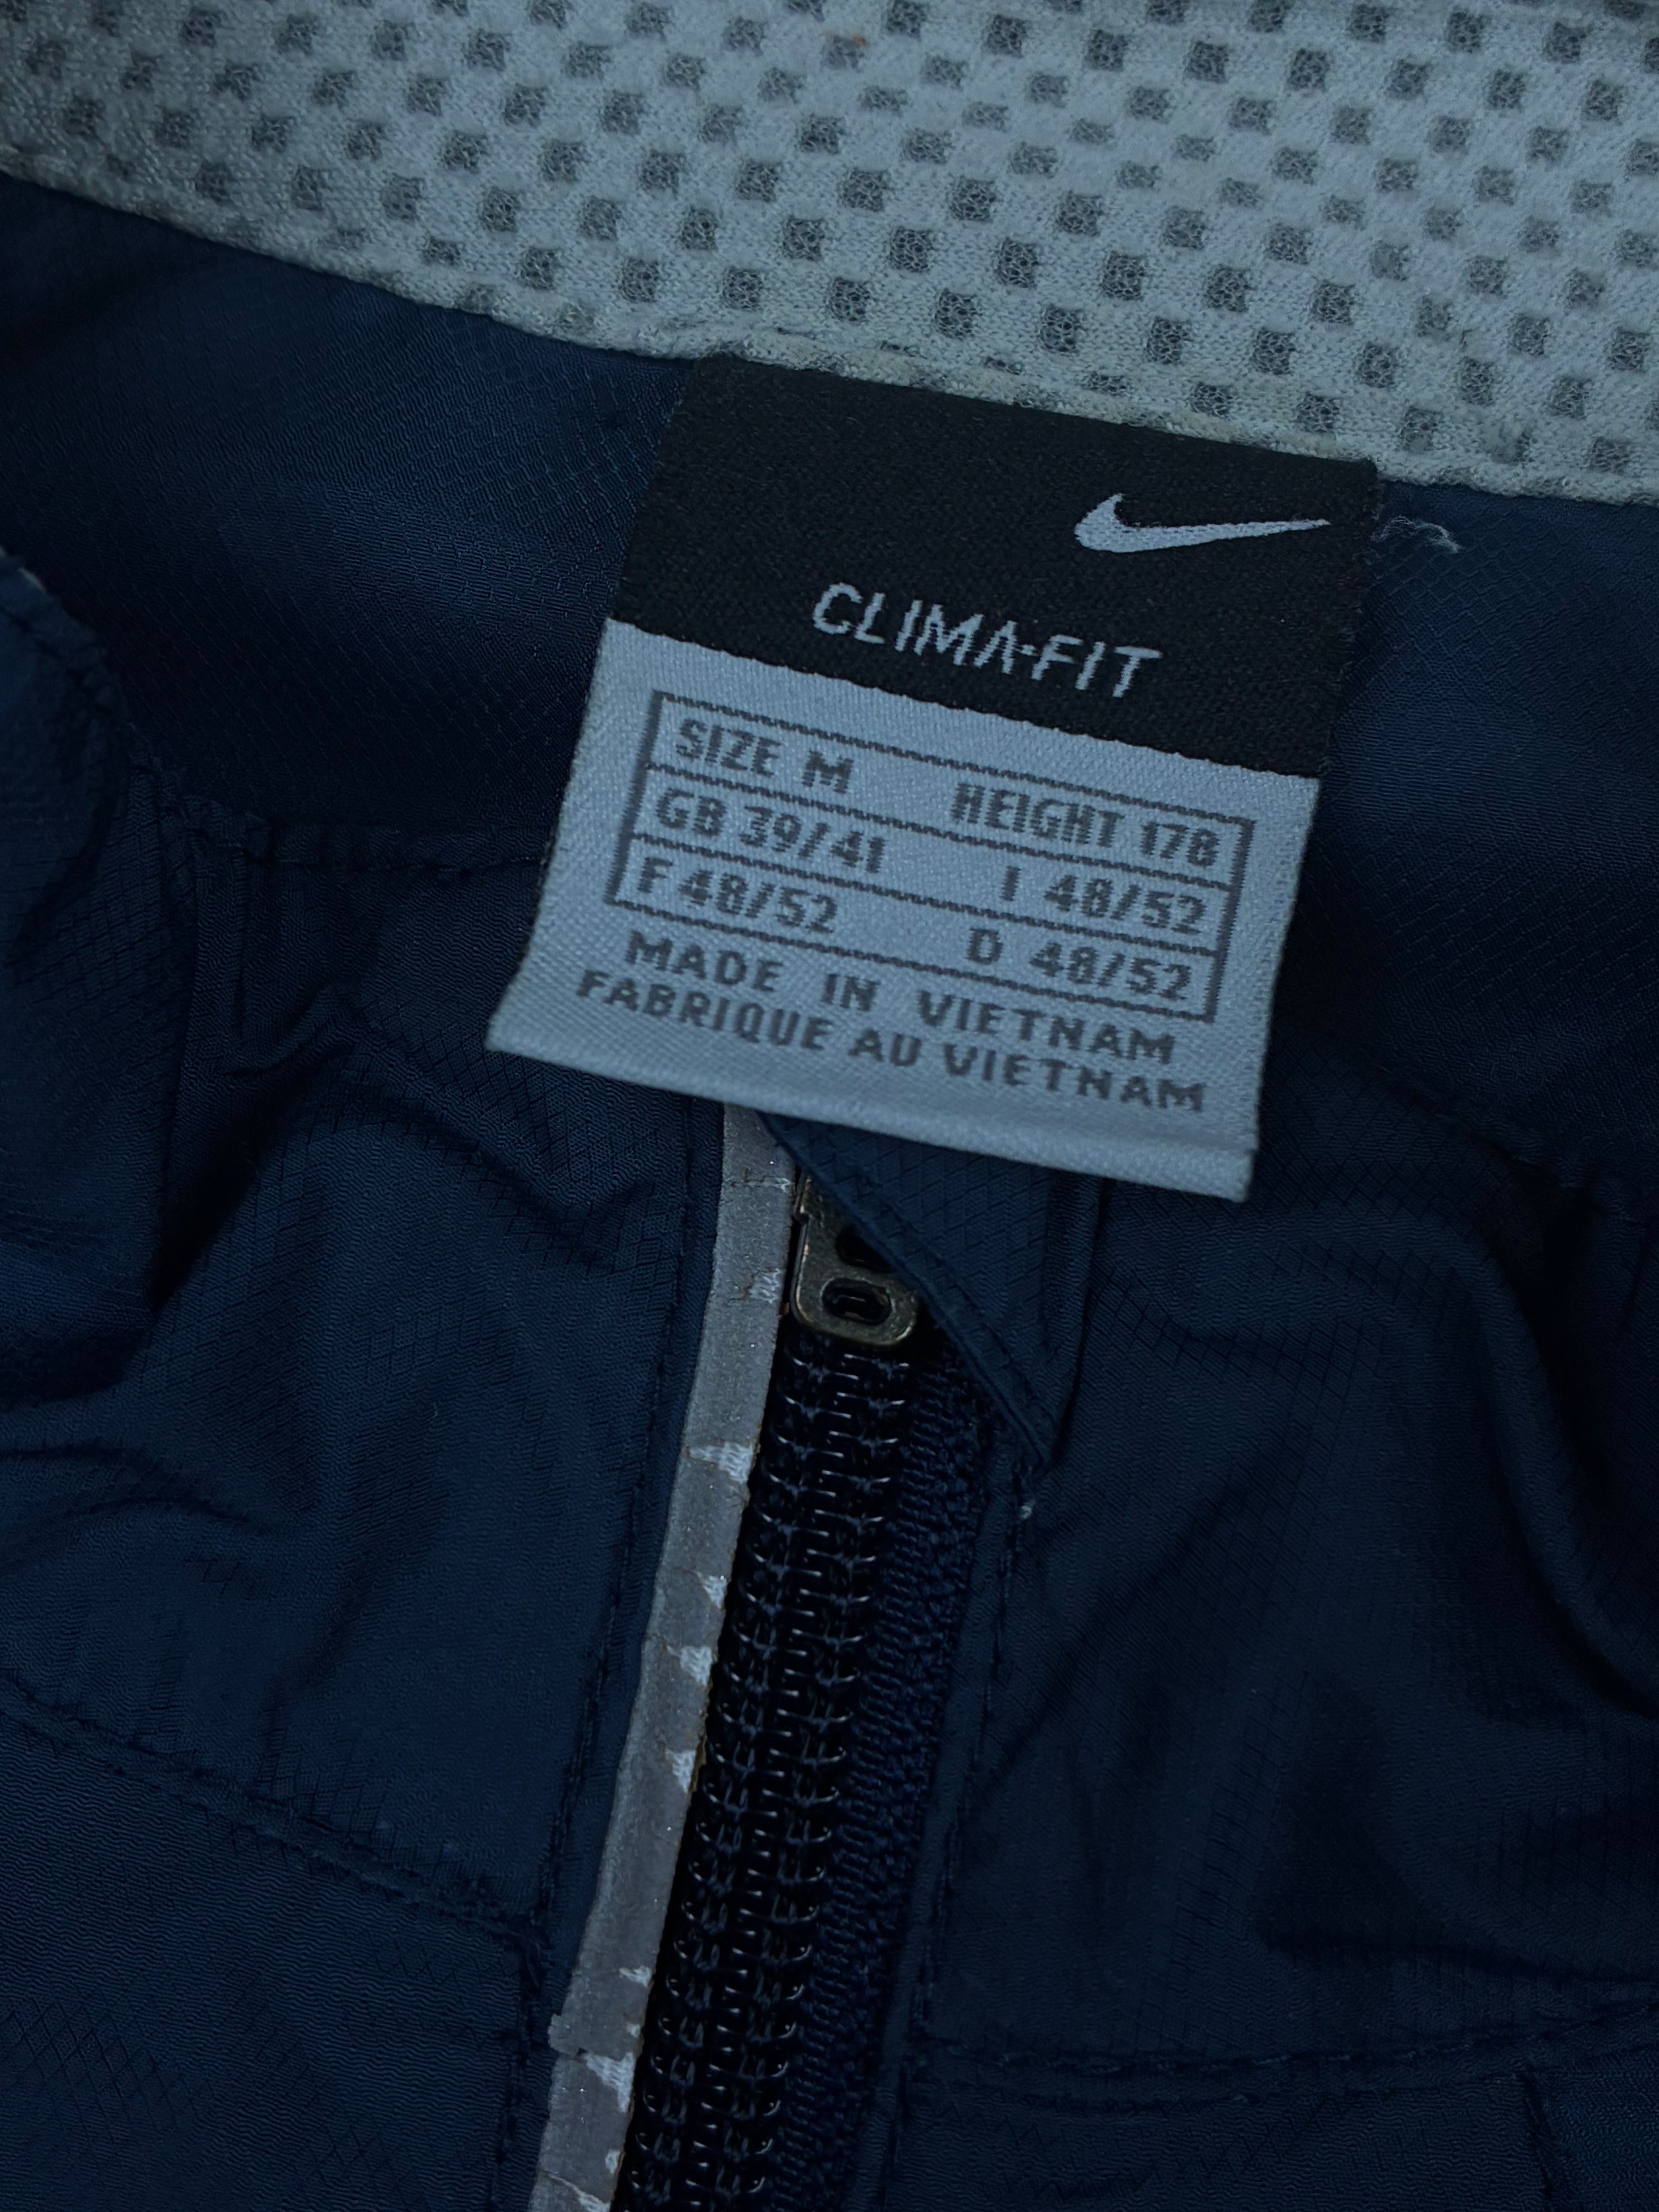 CLIMA-FIT
SIZE M HEIGHT 178
GB 39/41 I 48/52
F 48/52 D 48/52
MADE IN VIETNAM
FABRIQUE AU VIETNAM